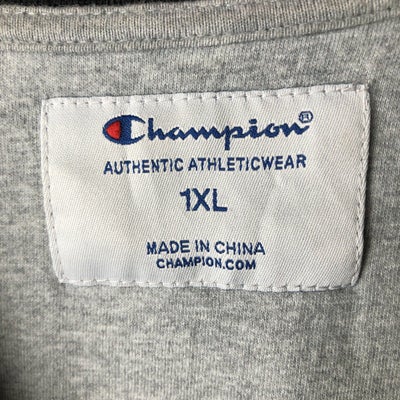 Champion®
AUTHENTIC ATHLETICWEAR
1XL
MADE IN CHINA
CHAMPION.COM